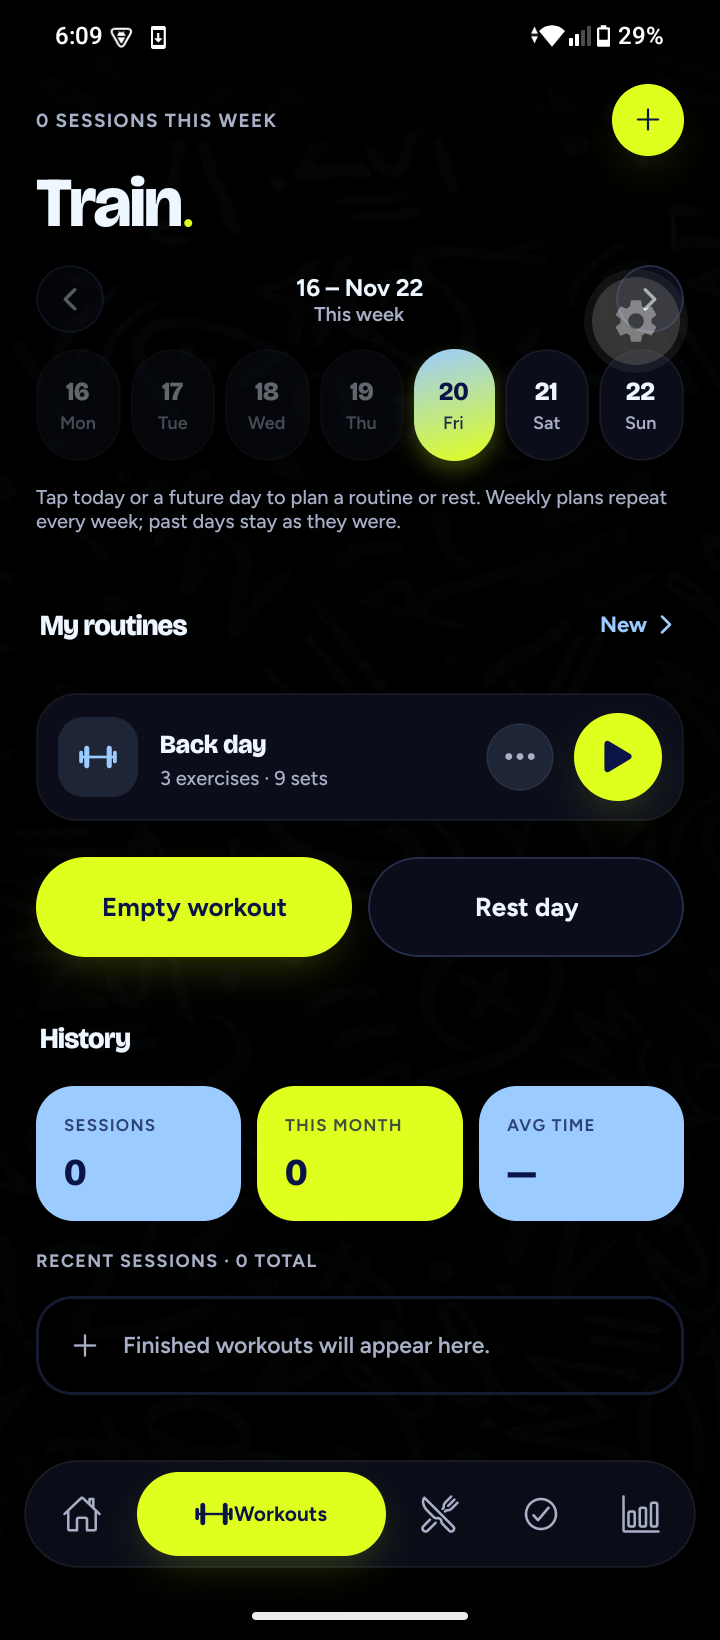 6:09 29%
0 SESSIONS THIS WEEK
Train.
16 – Nov 22
This week
16 17 18 19 20 21 22
Mon Tue Wed Thu Fri Sat Sun
Tap today or a future day to plan a routine or rest. Weekly plans repeat
every week; past days stay as they were.
My routines New
Back day
3 exercises · 9 sets
Empty workout Rest day
History
SESSIONS THIS MONTH AVG TIME
0 0 –
RECENT SESSIONS · 0 TOTAL
Finished workouts will appear here.
Workouts